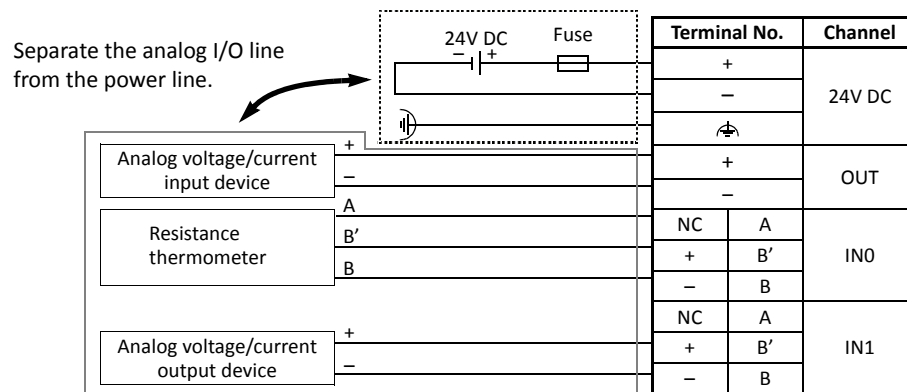 Separate the analog I/O line
from the power line.
24V DC
Fuse
– +
Terminal No. Channel
+
–
24V DC
+
–
OUT
NC A
+ B'
– B
IN0
NC A
+ B'
– B
IN1
Analog voltage/current
input device
+
–
Resistance
thermometer
A
B'
B
Analog voltage/current
output device
+
–